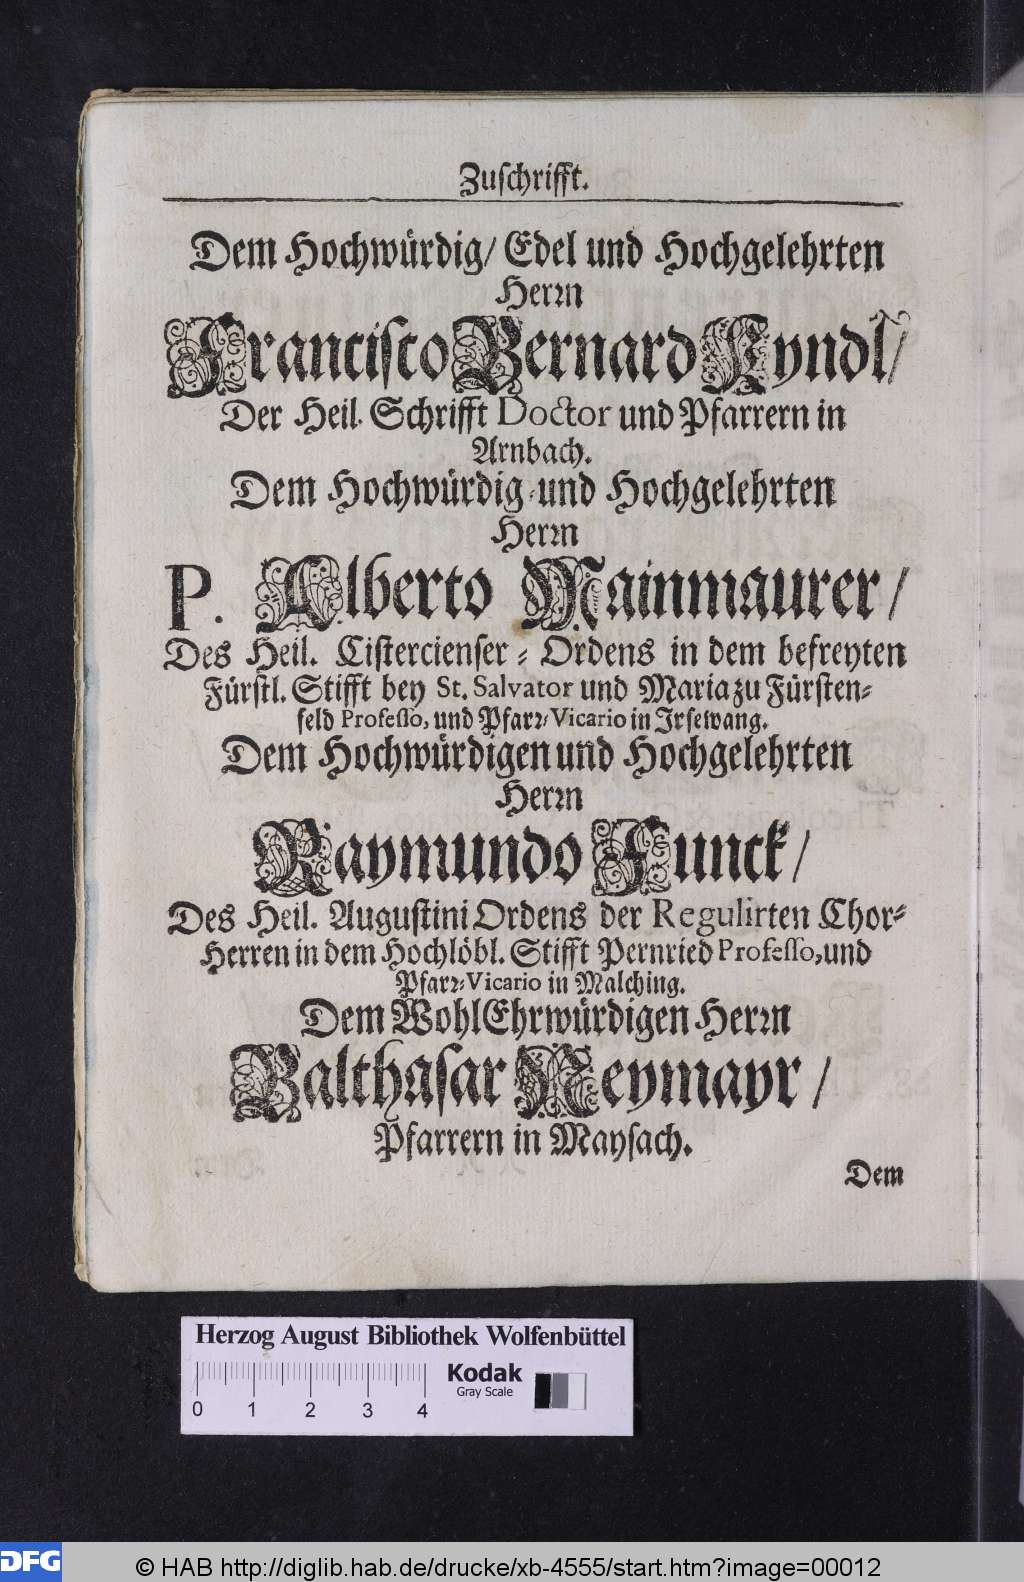 Zuschrifft.
Dem Hochwürdig/ Edel und Hochgelehrten
Herrn
Francisco Bernard Kyndl/
Der Heil. Schrifft Doctor und Pfarrern in
Arnbach.
Dem Hochwürdig-und Hochgelehrten
Herrn
P. Alberto Mainmaurer/
Des Heil. Cistercienser-Ordens in dem befreyten
Fürstl. Stifft bey St. Salvator und Maria zu Fürsten-
feld Professo, und Pfarr-Vicario in Jesewang.
Dem Hochwürdigen und Hochgelehrten
Herrn
Raymundo Funck/
Des Heil. Augustini Ordens der Regulirten Chor-
Herren in dem Hochlöbl. Stifft Pernried Professo, und
Pfarr-Vicario in Malching.
Dem WohlEhrwürdigen Herrn
Balthasar Neymayr/
Pfarrern in Maysach.
Dem
Herzog August Bibliothek Wolfenbüttel
Kodak
Gray Scale
0 1 2 3 4
DFG
© HAB http://diglib.hab.de/drucke/xb-4555/start.htm?image=00012